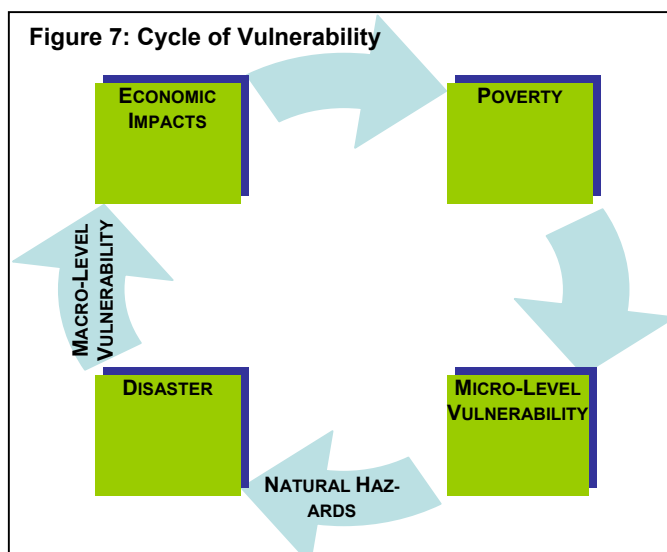 Figure 7: Cycle of Vulnerability
ECONOMIC
IMPACTS
POVERTY
MACRO-LEVEL
VULNERABILITY
DISASTER
MICRO-LEVEL
VULNERABILITY
NATURAL HAZ-
ARDS